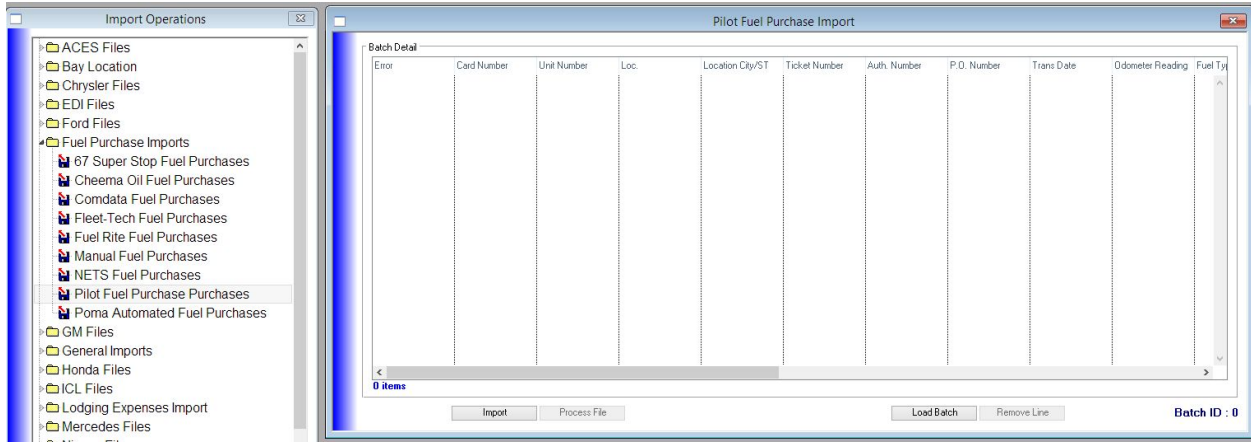 Import Operations
ACES Files
Bay Location
Chrysler Files
EDI Files
Ford Files
Fuel Purchase Imports
67 Super Stop Fuel Purchases
Cheema Oil Fuel Purchases
Comdata Fuel Purchases
Fleet-Tech Fuel Purchases
Fuel Rite Fuel Purchases
Manual Fuel Purchases
NETS Fuel Purchases
Pilot Fuel Purchase Purchases
Poma Automated Fuel Purchases
GM Files
General Imports
Honda Files
ICL Files
Lodging Expenses Import
Mercedes Files
Pilot Fuel Purchase Import
Batch Detail
Error Card Number Unit Number Loc. Location City/ST Ticket Number Auth. Number P.O. Number Trans Date Odometer Reading Fuel Typ
0 items
Import Process File Load Batch Remove Line Batch ID : 0